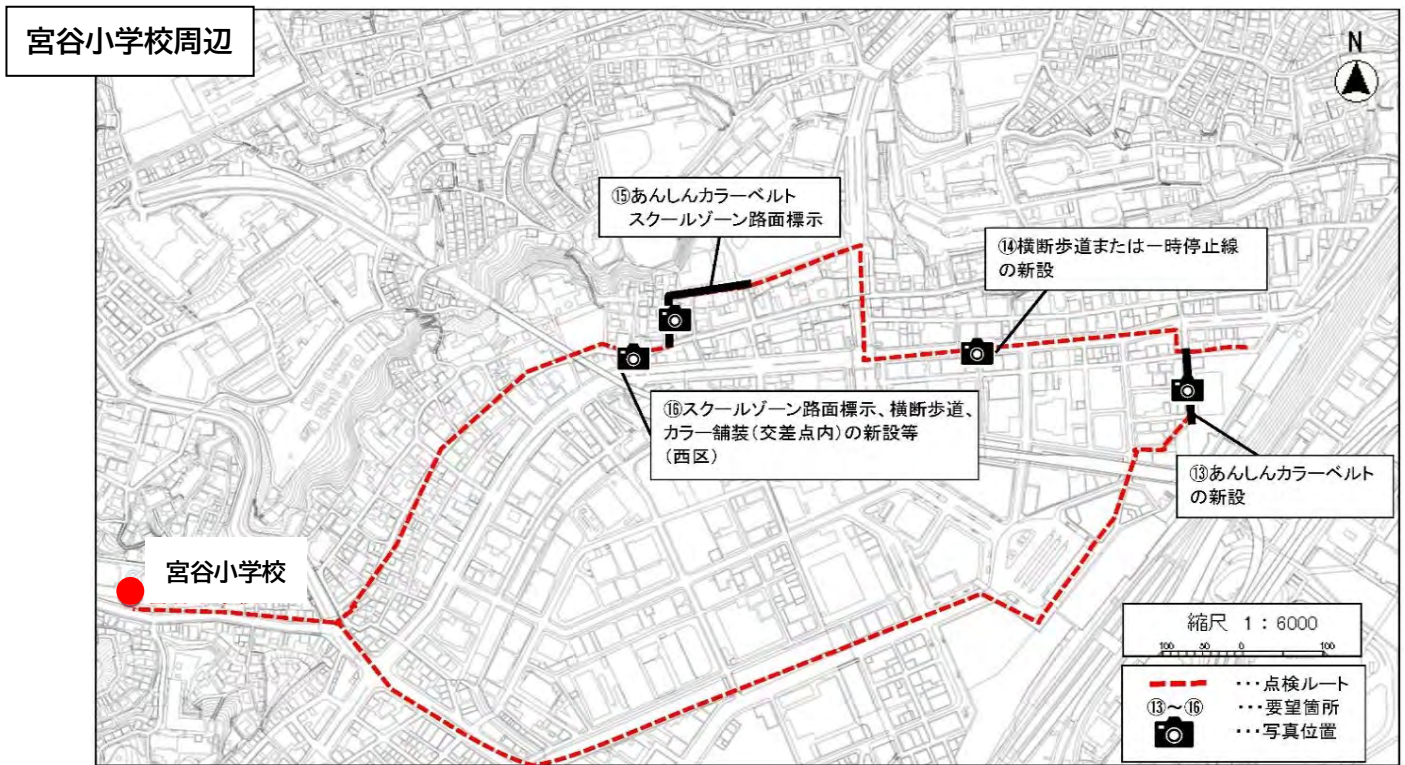 宮谷小学校周辺
N
⑮あんしんカラーベルト
スクールゾーン路面標示
⑭横断歩道または一時停止線
の新設
⑯スクールゾーン路面標示、横断歩道、
カラー舗装(交差点内)の新設等
(西区)
⑬あんしんカラーベルト
の新設
宮谷小学校
縮尺 1:6000
100 50 0 100
･･･点検ルート
⑬～⑯ ･･･要望箇所
･･･写真位置